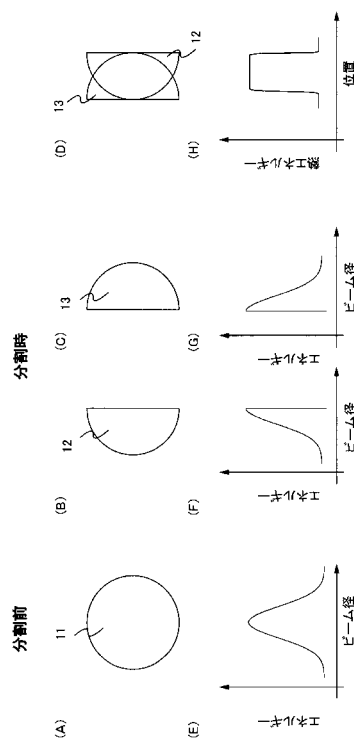 分割前
分割時
(A)
11
(B)
12
(C)
13
(D)
13
12
(E)
エネルギー
ビーム径
(F)
エネルギー
ビーム径
(G)
エネルギー
ビーム径
(H)
総エネルギー
位置